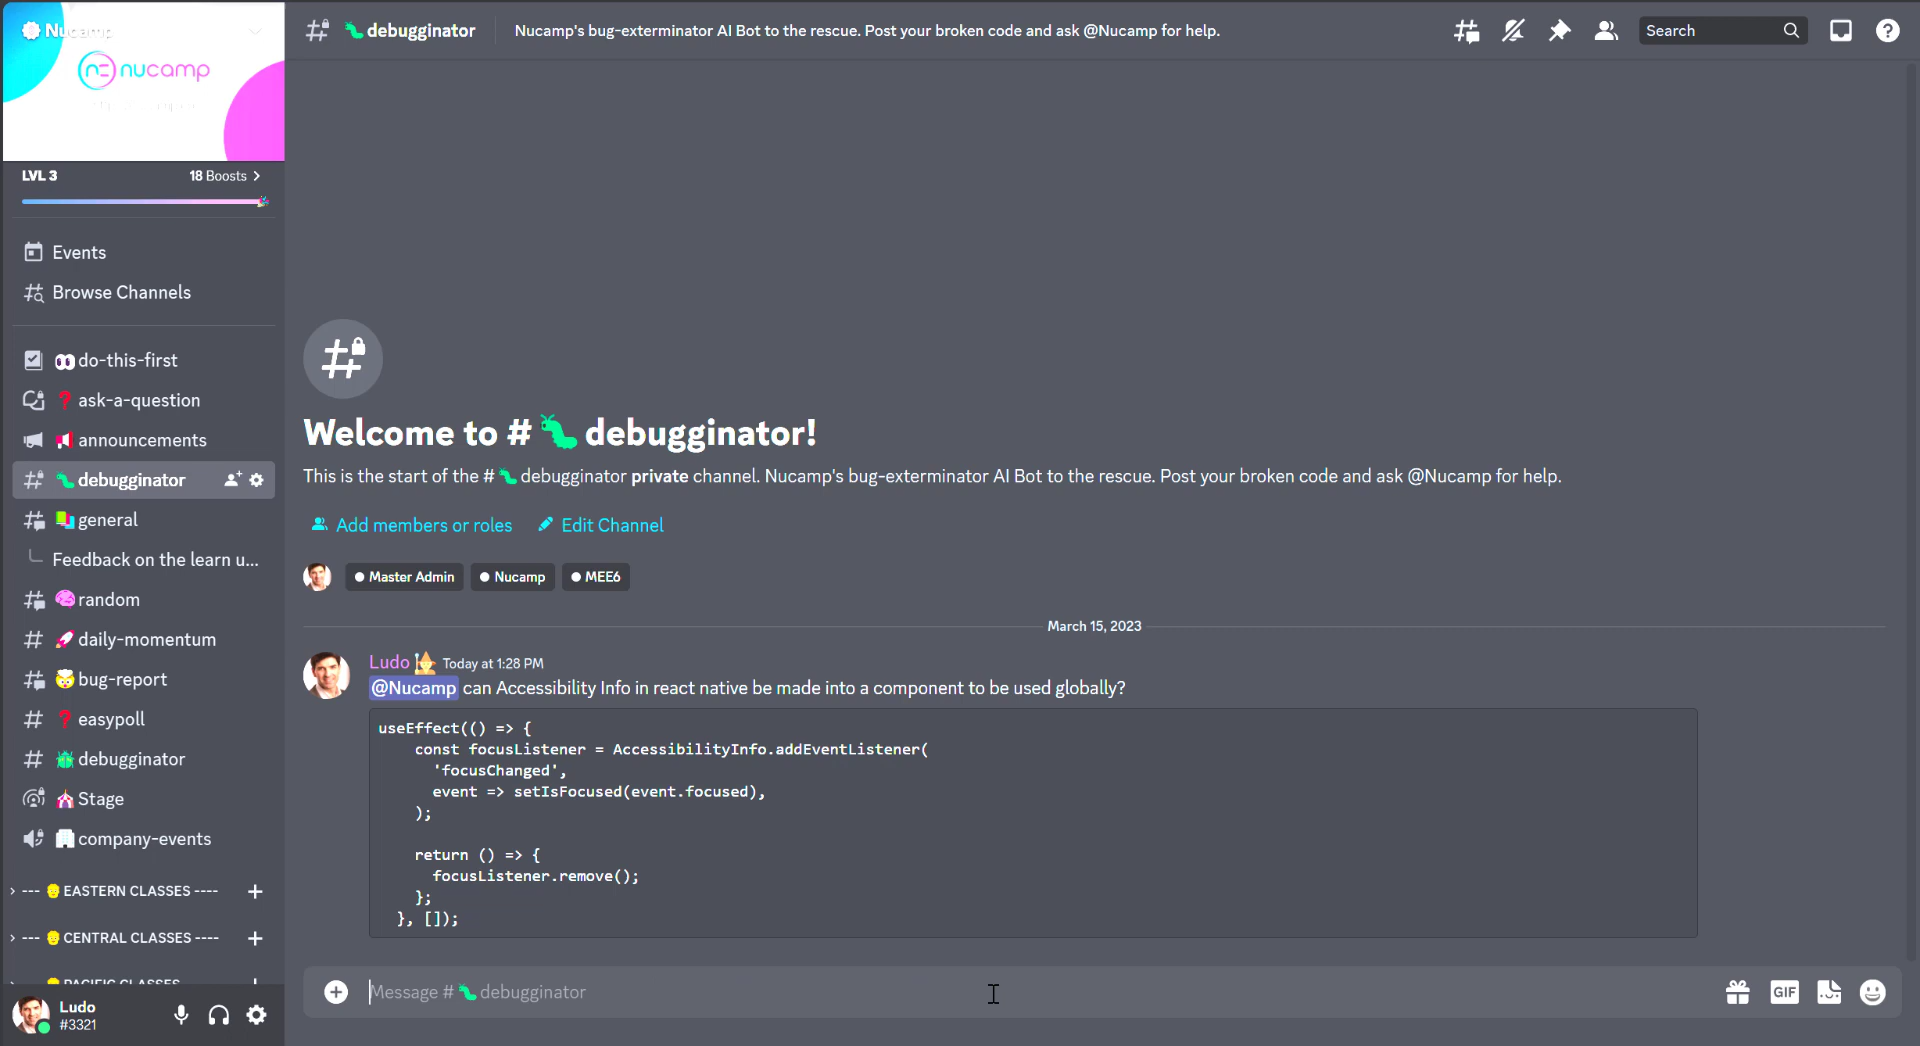 Nucamp
nucamp
LVL 3
18 Boosts
Events
Browse Channels
do-this-first
ask-a-question
announcements
debugginator
general
Feedback on the learn u...
random
daily-momentum
bug-report
easypoll
debugginator
Stage
company-events
--- EASTERN CLASSES ----
--- CENTRAL CLASSES ----
PACIFIC CLASSES
Ludo
#3321
debugginator
Nucamp's bug-exterminator AI Bot to the rescue. Post your broken code and ask @Nucamp for help.
Search
Welcome to # debugginator!
This is the start of the # debugginator private channel. Nucamp's bug-exterminator AI Bot to the rescue. Post your broken code and ask @Nucamp for help.
Add members or roles
Edit Channel
Master Admin
Nucamp
MEE6
March 15, 2023
Ludo Today at 1:28 PM
@Nucamp can Accessibility Info in react native be made into a component to be used globally?
useEffect(() => {
const focusListener = AccessibilityInfo.addEventListener(
'focusChanged',
event => setIsFocused(event.focused),
);
return () => {
focusListener.remove();
};
}, []);
Message # debugginator
GIF